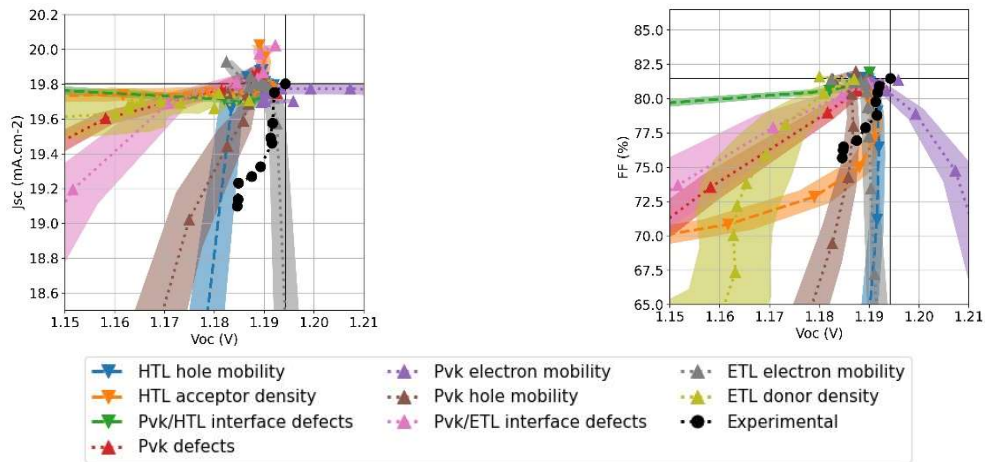 20.2
20.0
19.8
19.6
19.4
19.2
19.0
18.8
18.6
Jsc (mA.cm-2)
1.15 1.16 1.17 1.18 1.19 1.20 1.21
Voc (V)
85.0
82.5
80.0
77.5
75.0
72.5
70.0
67.5
65.0
FF (%)
1.15 1.16 1.17 1.18 1.19 1.20 1.21
Voc (V)
HTL hole mobility
HTL acceptor density
Pvk/HTL interface defects
Pvk defects
Pvk electron mobility
Pvk hole mobility
Pvk/ETL interface defects
ETL electron mobility
ETL donor density
Experimental